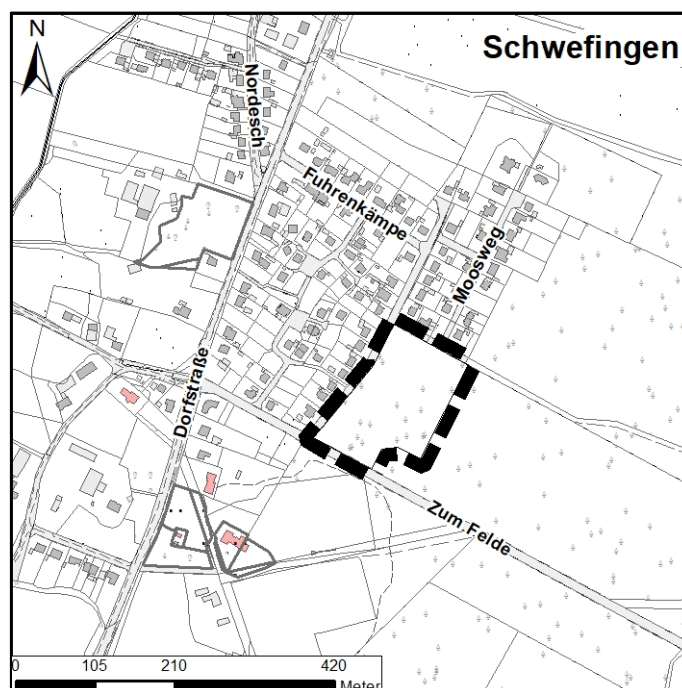 N
Schwefingen
Nordesch
Fuhrenkämpe
Moosweg
Dorfstraße
Zum Felde
0 105 210 420
Meter